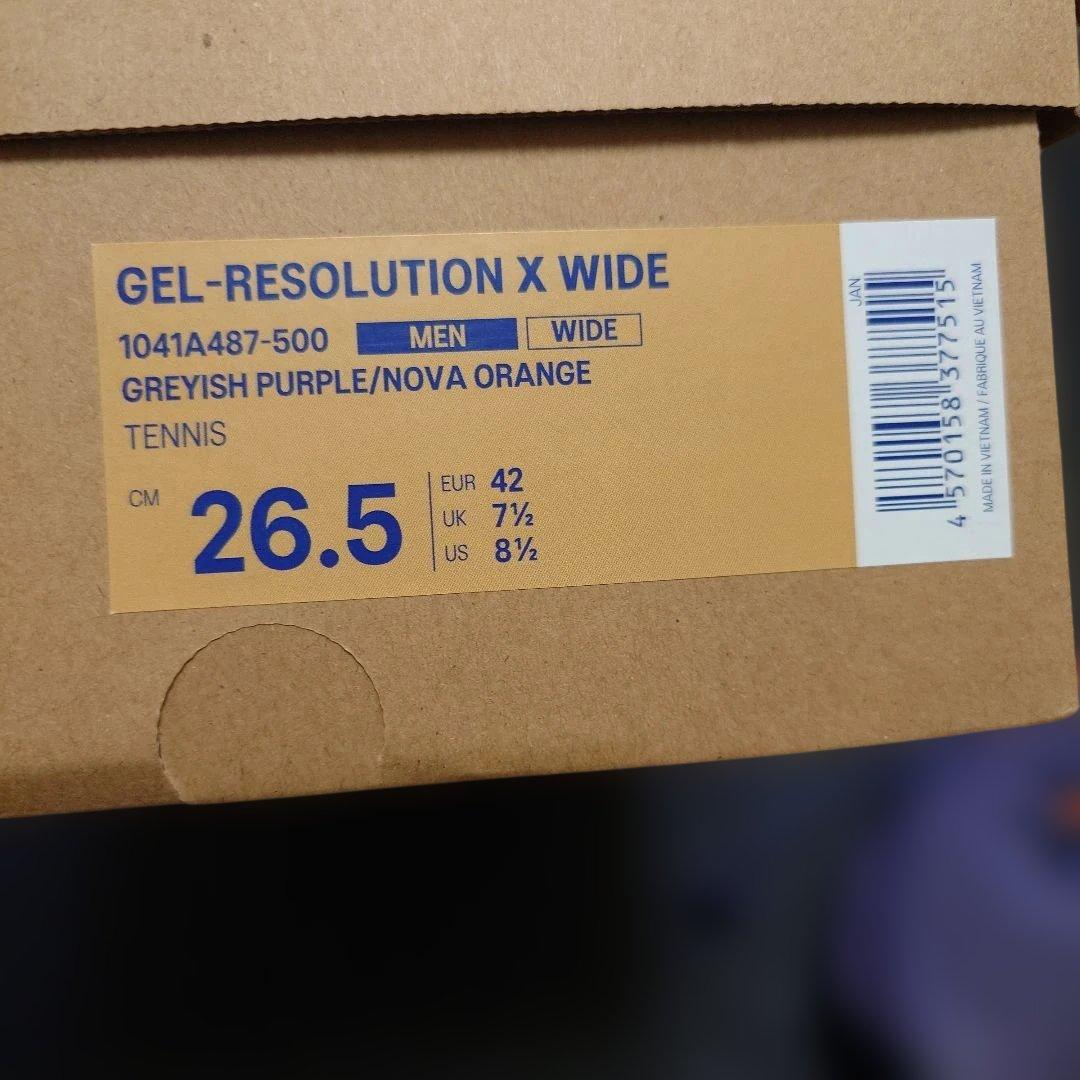 GEL-RESOLUTION X WIDE
1041A487-500 MEN WIDE
GREYISH PURPLE/NOVA ORANGE
TENNIS
CM 26.5
EUR 42
UK 7½
US 8½
JAN
4 570158 377515
MADE IN VIETNAM / FABRIQUE AU VIETNAM